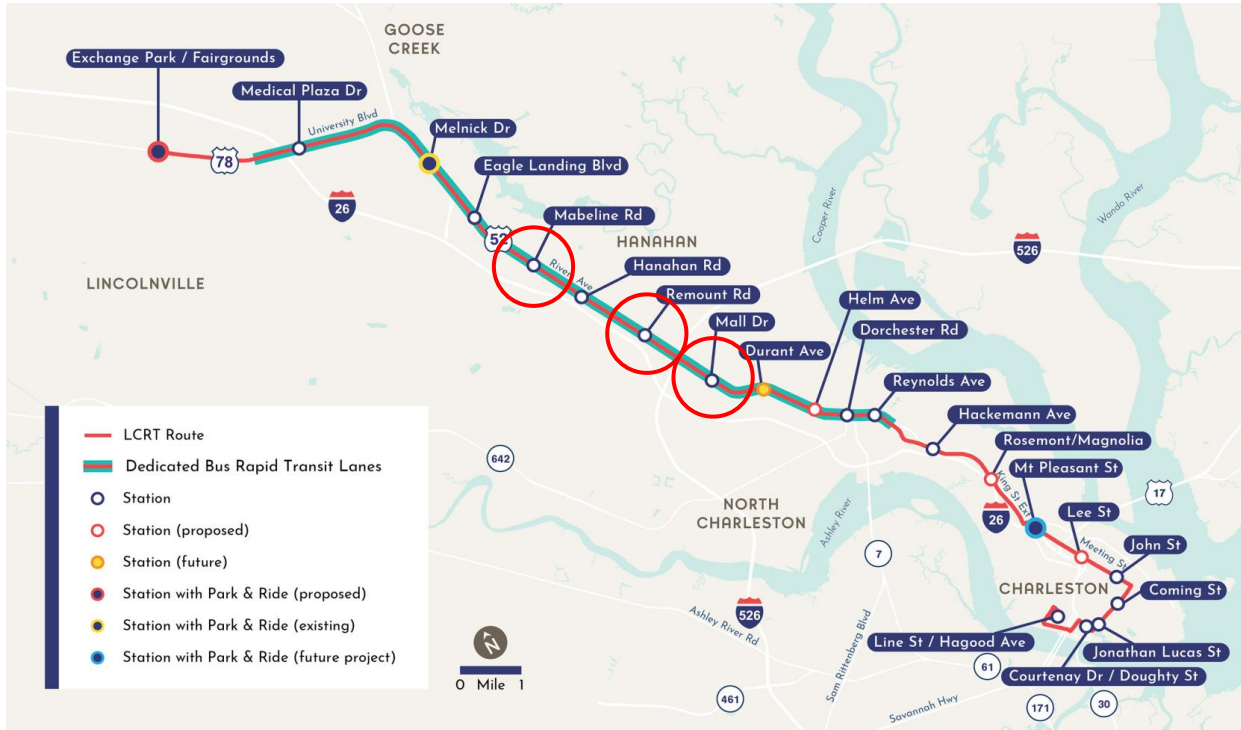 GOOSE
CREEK
Exchange Park / Fairgrounds
Medical Plaza Dr
University Blvd
Melnick Dr
78
Eagle Landing Blvd
26
Mabeline Rd
52
HANAHAN
Cooper River
Wando River
526
LINCOLNVILLE
Rivers Ave
Hanahan Rd
Remount Rd
Helm Ave
Mall Dr
Dorchester Rd
Durant Ave
Reynolds Ave
Hackemann Ave
Rosemont/Magnolia
Mt Pleasant St
LCRT Route
Dedicated Bus Rapid Transit Lanes
Station
Station (proposed)
Station (future)
Station with Park & Ride (proposed)
Station with Park & Ride (existing)
Station with Park & Ride (future project)
642
King St Ext
17
NORTH
CHARLESTON
Ashley River
26
Lee St
Meeting St
John St
7
CHARLESTON
Coming St
526
Ashley River Rd
N
0 Mile 1
Sam Rittenberg Blvd
Line St / Hagood Ave
Jonathan Lucas St
61
Courtenay Dr / Doughty St
461
Savannah Hwy
171
30